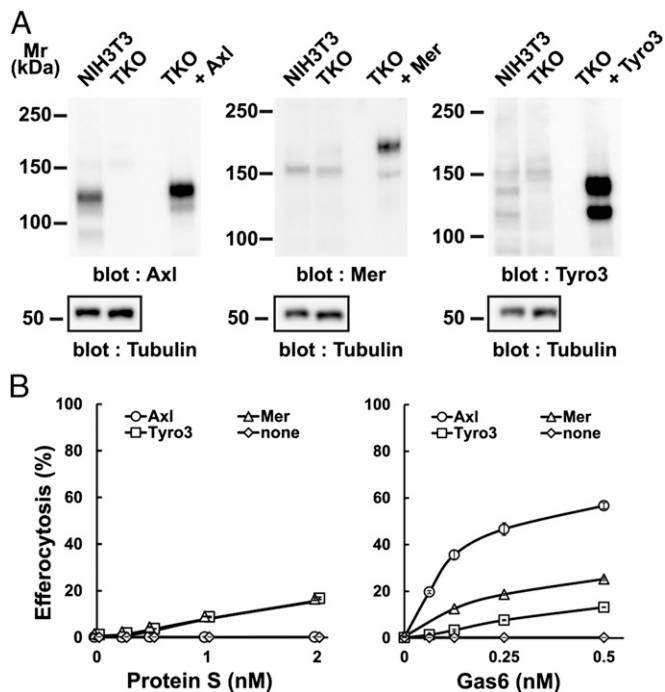 A
Mr
(kDa)
NIH3T3
TKO
TKO
+ Axl
NIH3T3
TKO
TKO
+ Mer
NIH3T3
TKO
TKO
+ Tyro3
250
150
100
250
150
100
250
150
100
blot : Axl
blot : Mer
blot : Tyro3
50
50
50
blot : Tubulin
blot : Tubulin
blot : Tubulin
B
Efferocytosis (%)
100
80
60
40
20
0
Axl
Mer
Tyro3
none
0
1
2
Protein S (nM)
100
80
60
40
20
0
Axl
Mer
Tyro3
none
0
0.25
0.5
Gas6 (nM)